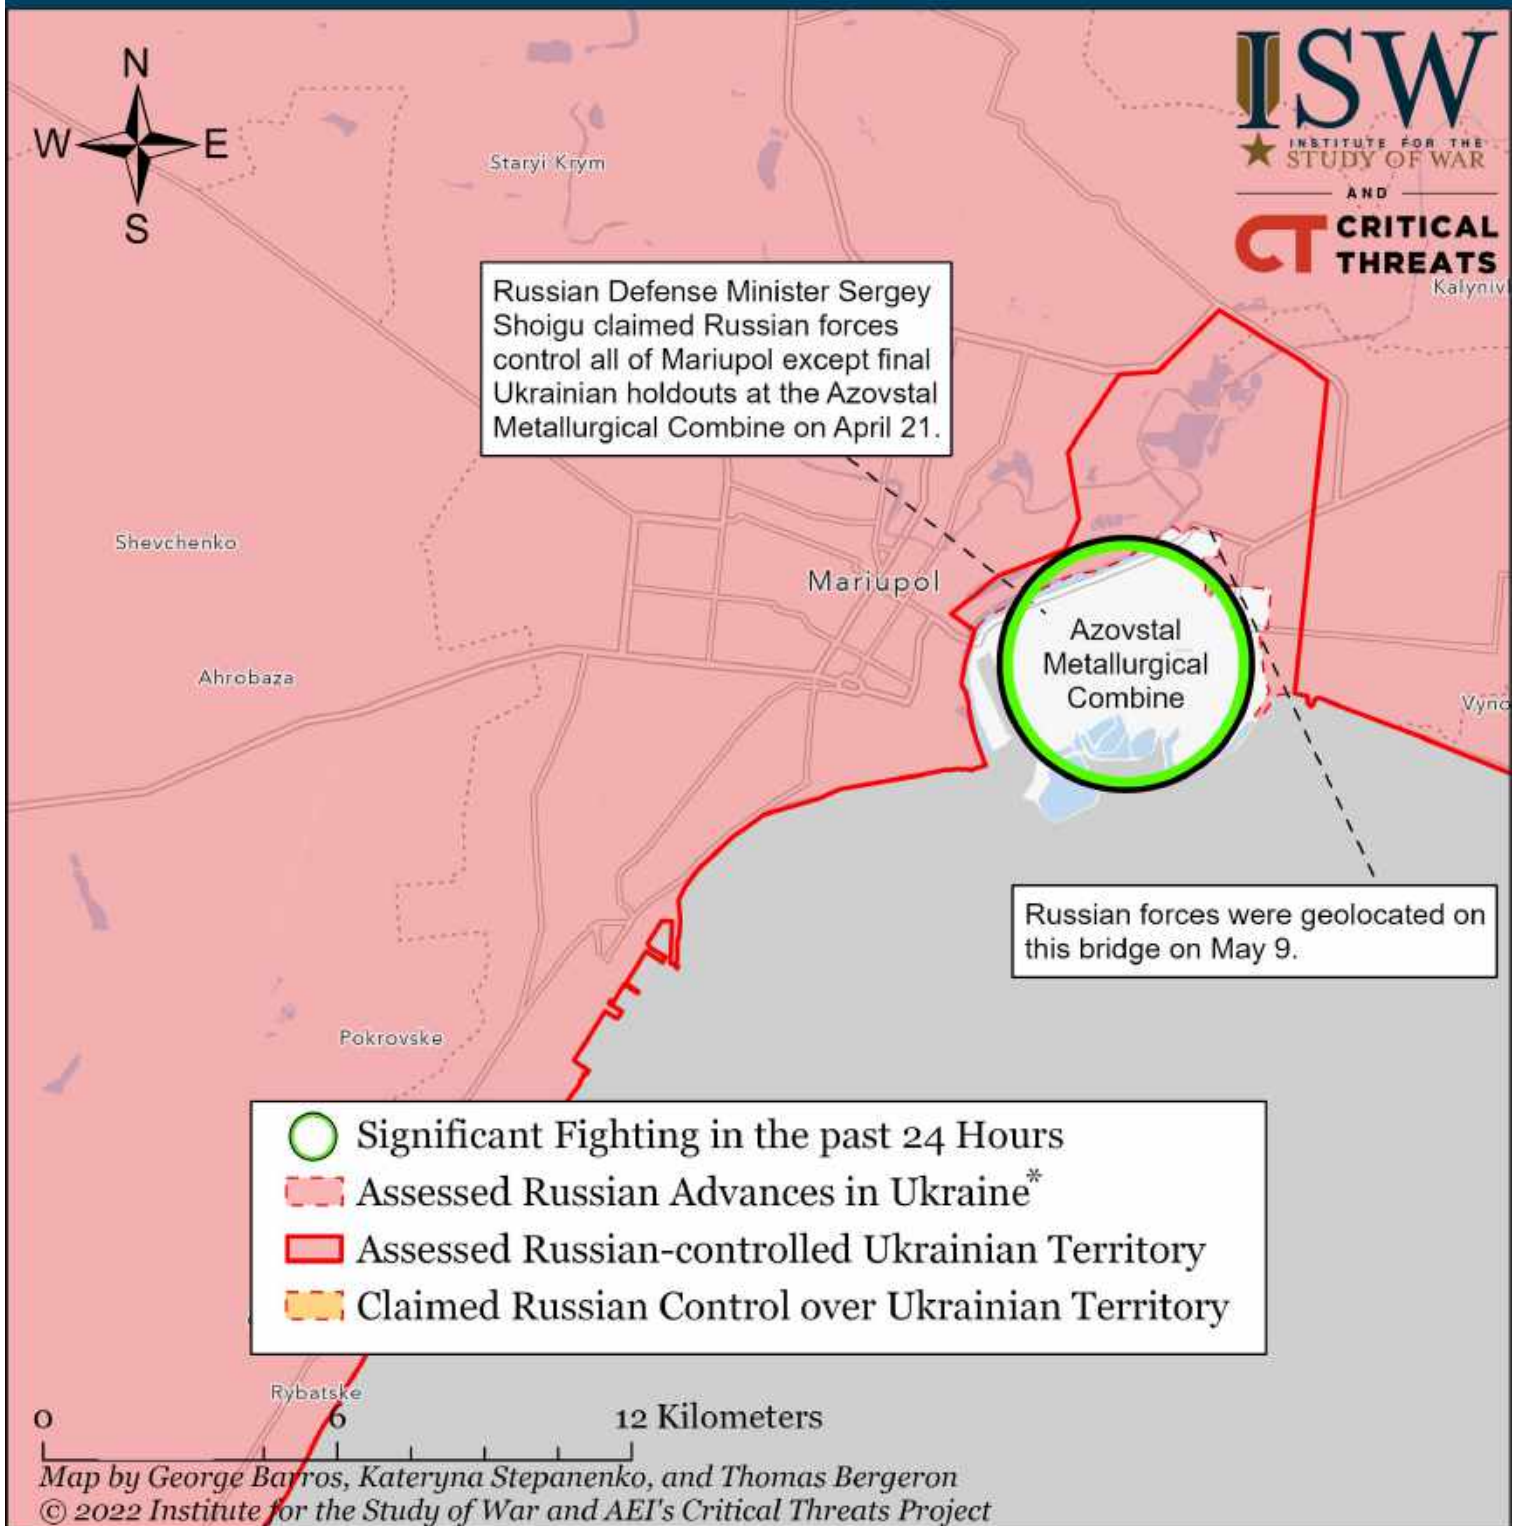 N
W E
S
ISW
INSTITUTE FOR THE
STUDY OF WAR
AND
CT CRITICAL
THREATS
Staryi Krym
Russian Defense Minister Sergey
Shoigu claimed Russian forces
control all of Mariupol except final
Ukrainian holdouts at the Azovstal
Metallurgical Combine on April 21.
Shevchenko
Mariupol
Azovstal
Metallurgical
Combine
Ahrobaza
Russian forces were geolocated on
this bridge on May 9.
Pokrovske
Significant Fighting in the past 24 Hours
Assessed Russian Advances in Ukraine*
Assessed Russian-controlled Ukrainian Territory
Claimed Russian Control over Ukrainian Territory
Rybatske
0 6 12 Kilometers
Map by George Barros, Kateryna Stepanenko, and Thomas Bergeron
© 2022 Institute for the Study of War and AEI's Critical Threats Project